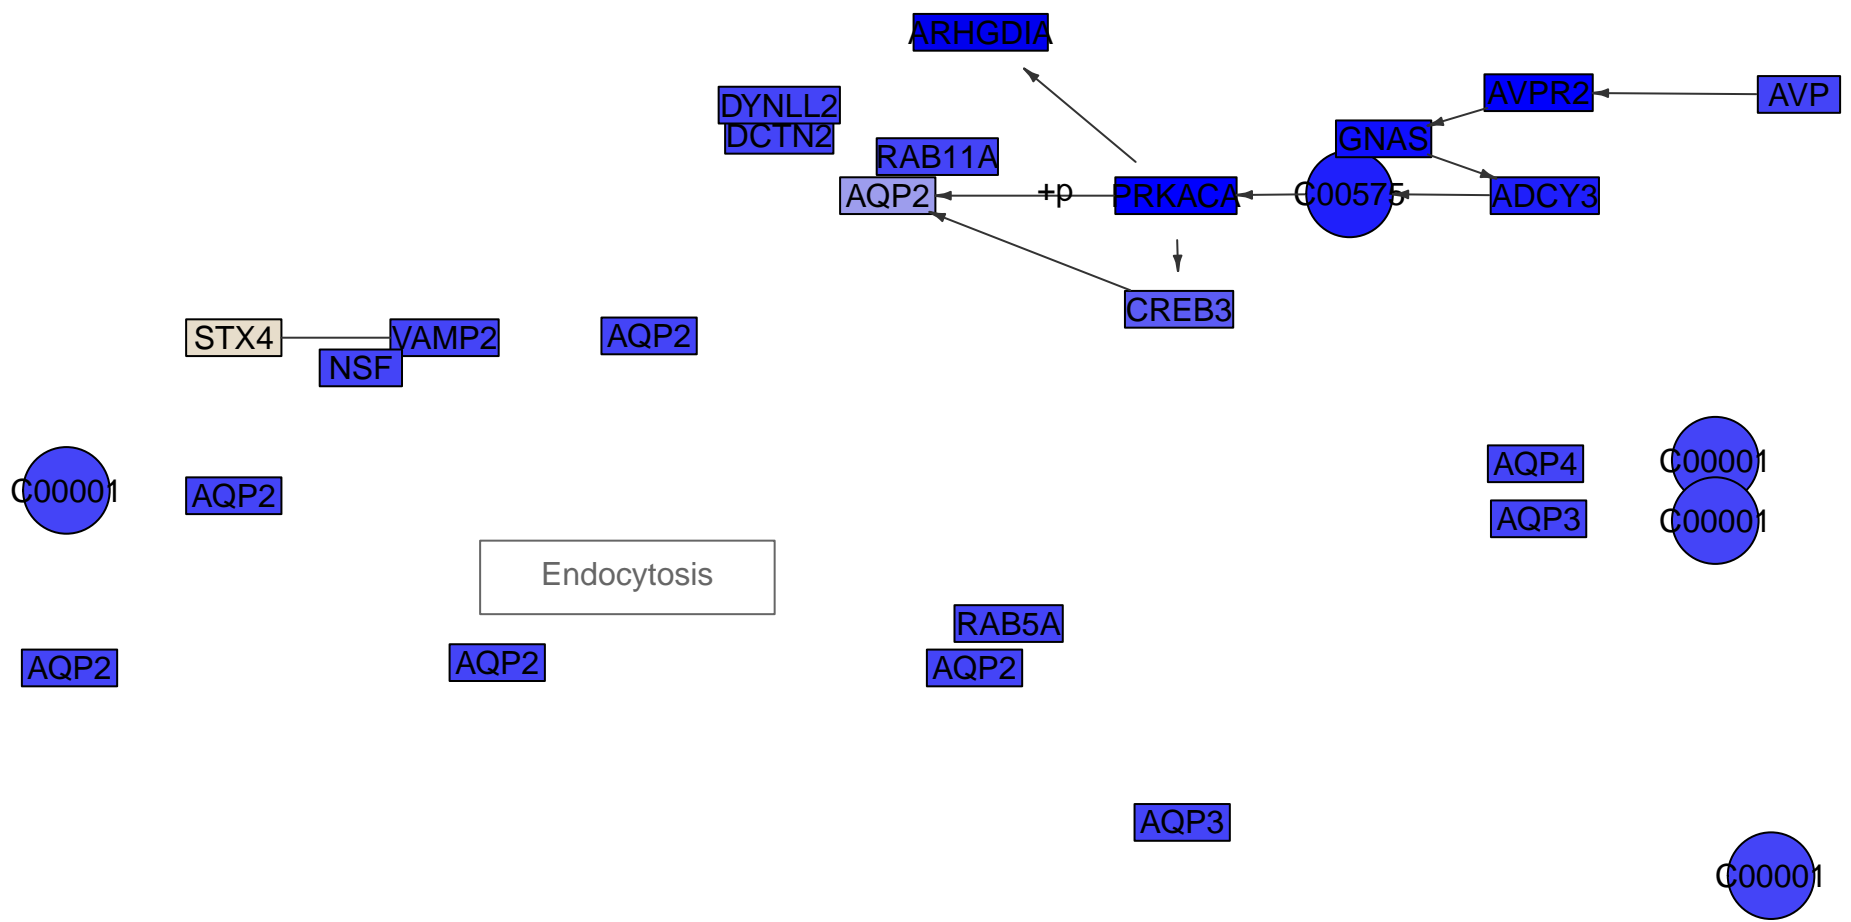 ARHGDIA
DYNLL2
AVPR2
AVP
DCTN2
GNAS
RAB11A
AQP2
+p
PRKACA
C00575
ADCY3
CREB3
STX4
VAMP2
AQP2
NSF
C00001
AQP2
AQP4
C00001
AQP3
C00001
Endocytosis
RAB5A
AQP2
AQP2
AQP2
AQP3
C00001